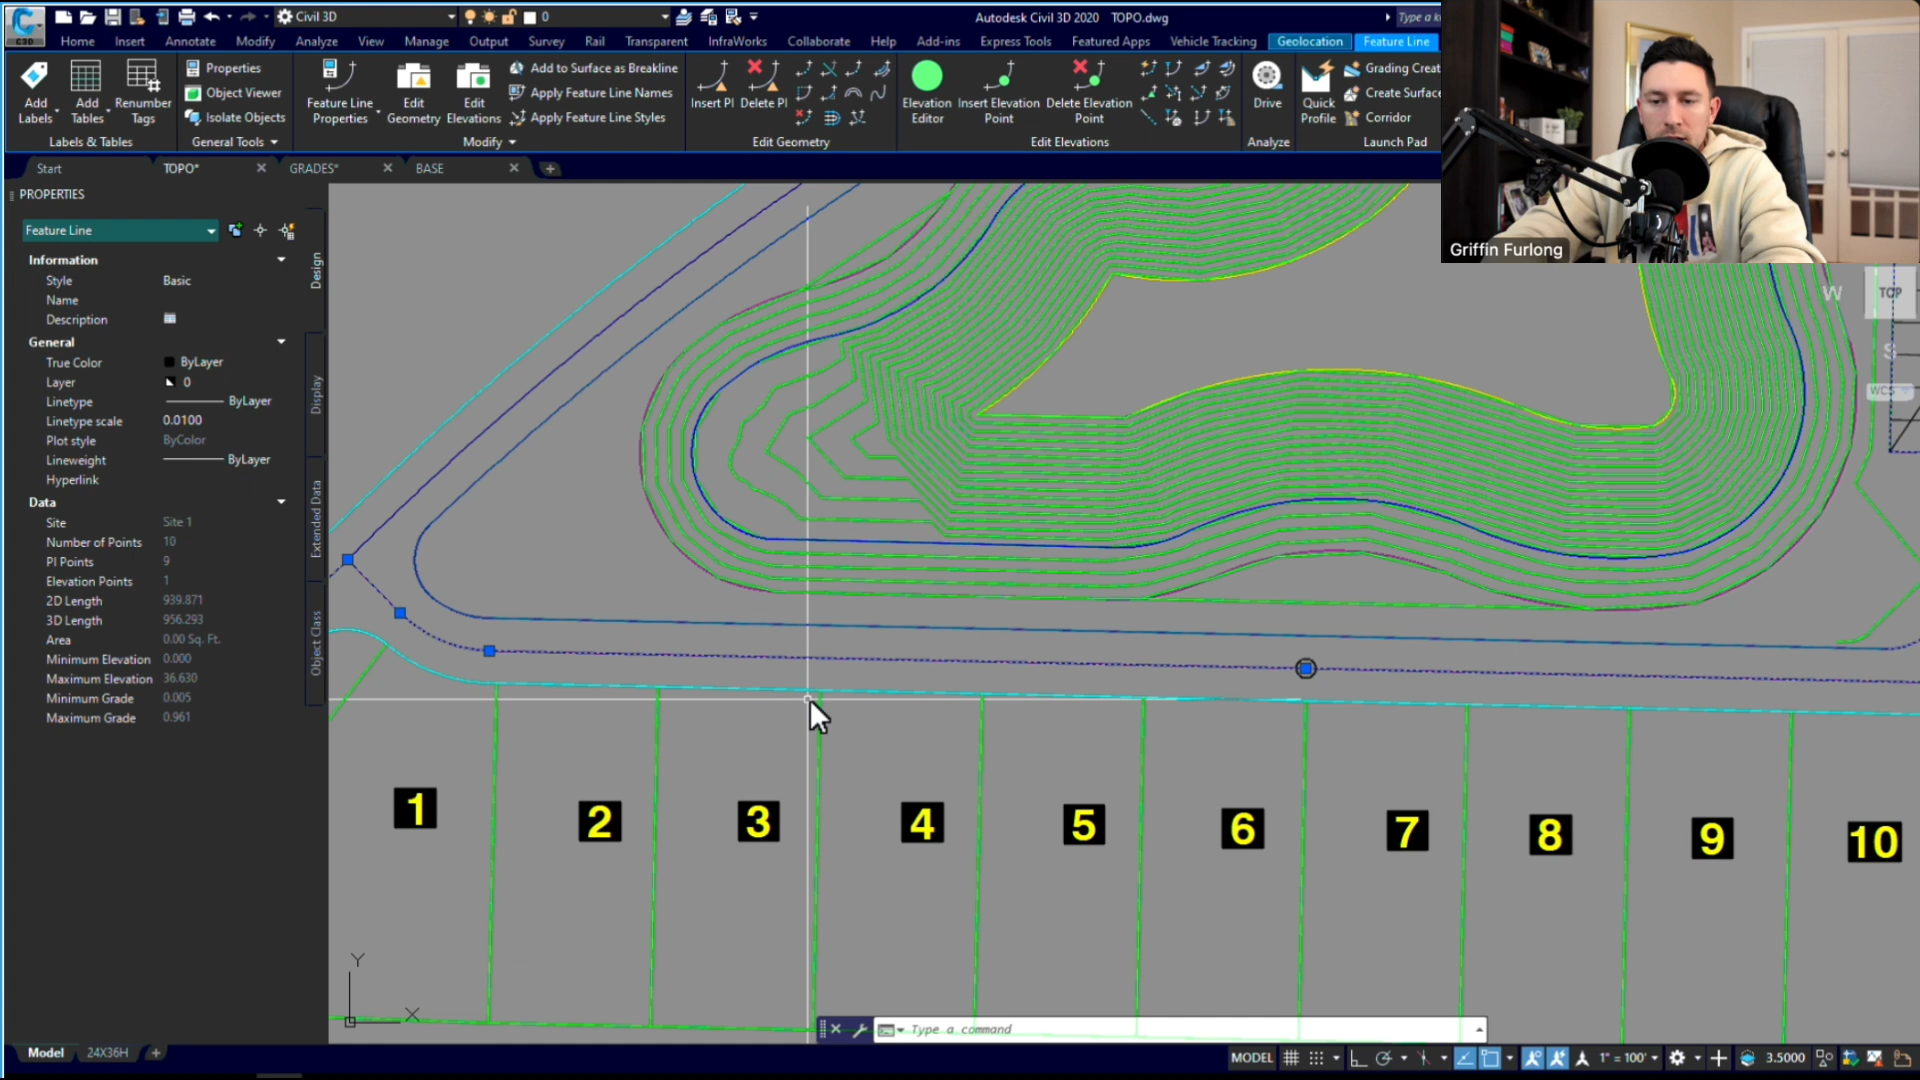 C3D
Civil 3D
0
Autodesk Civil 3D 2020 TOPO.dwg
Home Insert Annotate Modify Analyze View Manage Output Survey Rail Transparent InfraWorks Collaborate Help Add-ins Express Tools Featured Apps Vehicle Tracking Geolocation Feature Line
Add Labels
Add Tables
Renumber Tags
Labels & Tables
Properties
Object Viewer
Isolate Objects
General Tools
Feature Line Properties
Edit Geometry
Edit Elevations
Add to Surface as Breakline
Apply Feature Line Names
Apply Feature Line Styles
Modify
Insert PI
Delete PI
Edit Geometry
Elevation Editor
Insert Elevation Point
Delete Elevation Point
Edit Elevations
Drive
Analyze
Quick Profile
Corridor
Launch Pad
Griffin Furlong
Start
TOPO*
GRADES*
BASE
PROPERTIES
Feature Line
Information
Style Basic
Name
Description
General
True Color ByLayer
Layer 0
Linetype ByLayer
Linetype scale 0.0100
Plot style ByColor
Lineweight ByLayer
Hyperlink
Data
Site Site 1
Number of Points 10
PI Points 9
Elevation Points 1
2D Length 939.871
3D Length 956.293
Area 0.00 Sq. Ft.
Minimum Elevation 0.000
Maximum Elevation 36.630
Minimum Grade 0.005
Maximum Grade 0.961
Design
Display
Extended Data
Object Class
W
TOP
S
WCS
1
2
3
4
5
6
7
8
9
10
Y
X
Type a command
Model
24X36H
MODEL
1" = 100'
3.5000